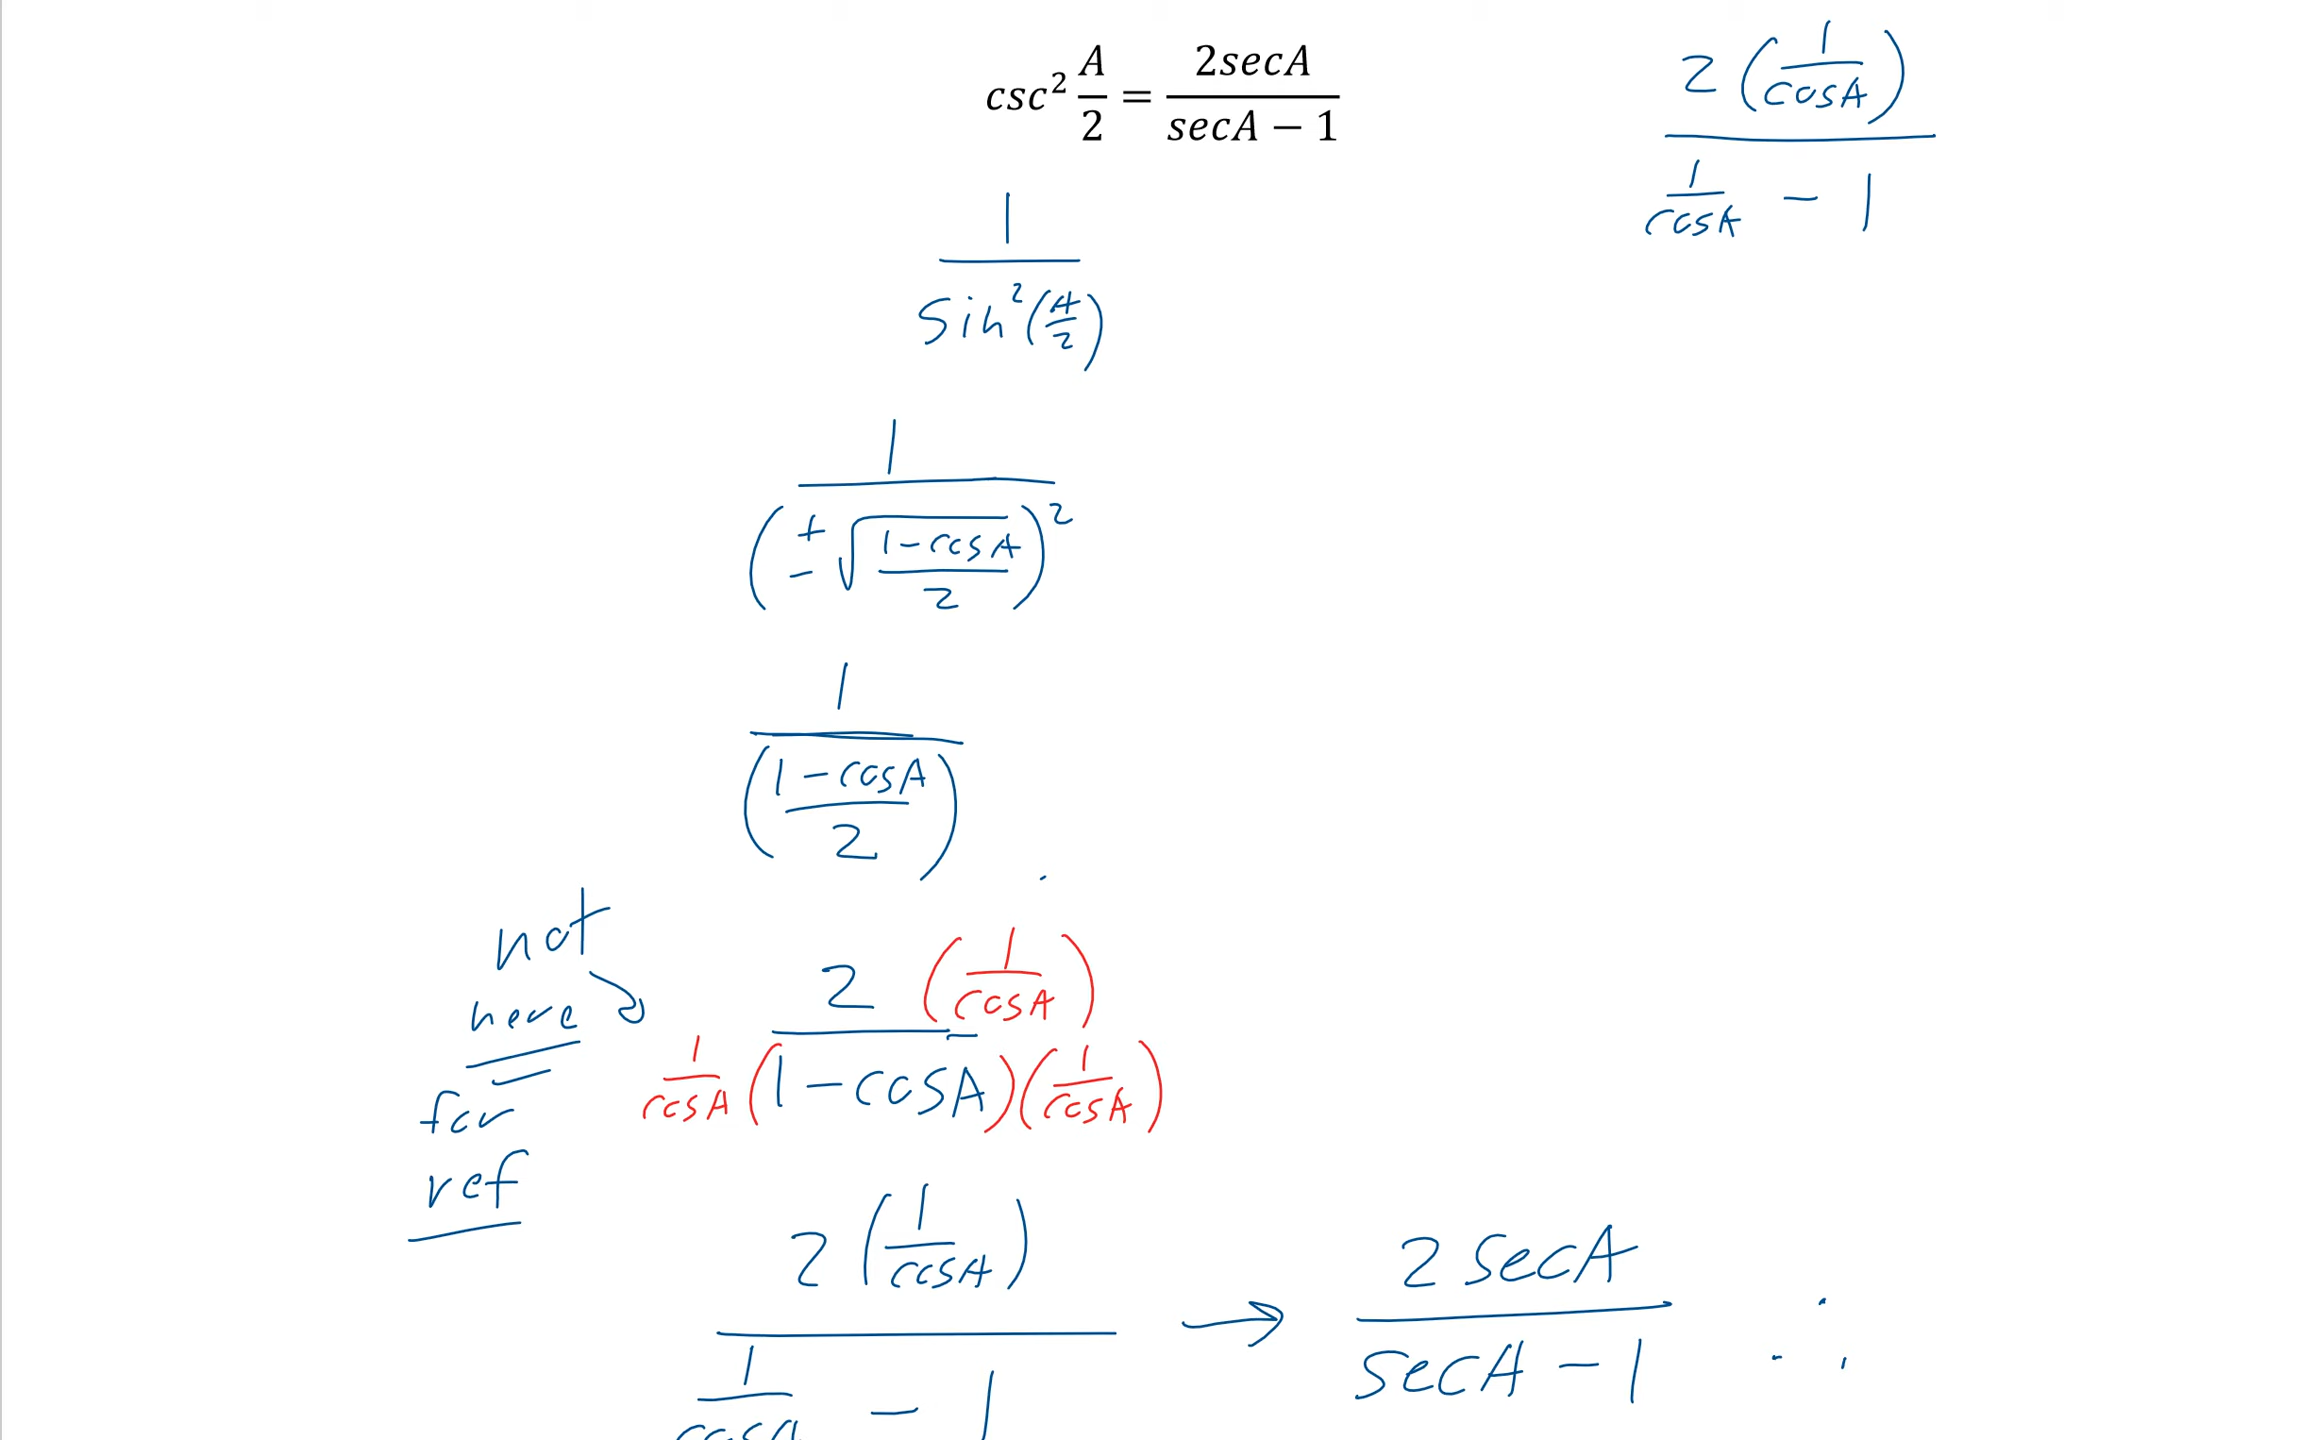 csc² A/2 = 2secA / (secA − 1)
2 (1/cosA) / (1/cosA − 1)
1 / sin²(A/2)
1 / (± √((1−cosA)/2))²
1 / ((1−cosA)/2)
not
here
for
ref
2 (1/cosA) / 1/cosA (1−cosA)(1/cosA)
2 (1/cosA) / (1/cosA − 1) → 2 secA / (secA − 1) ∴